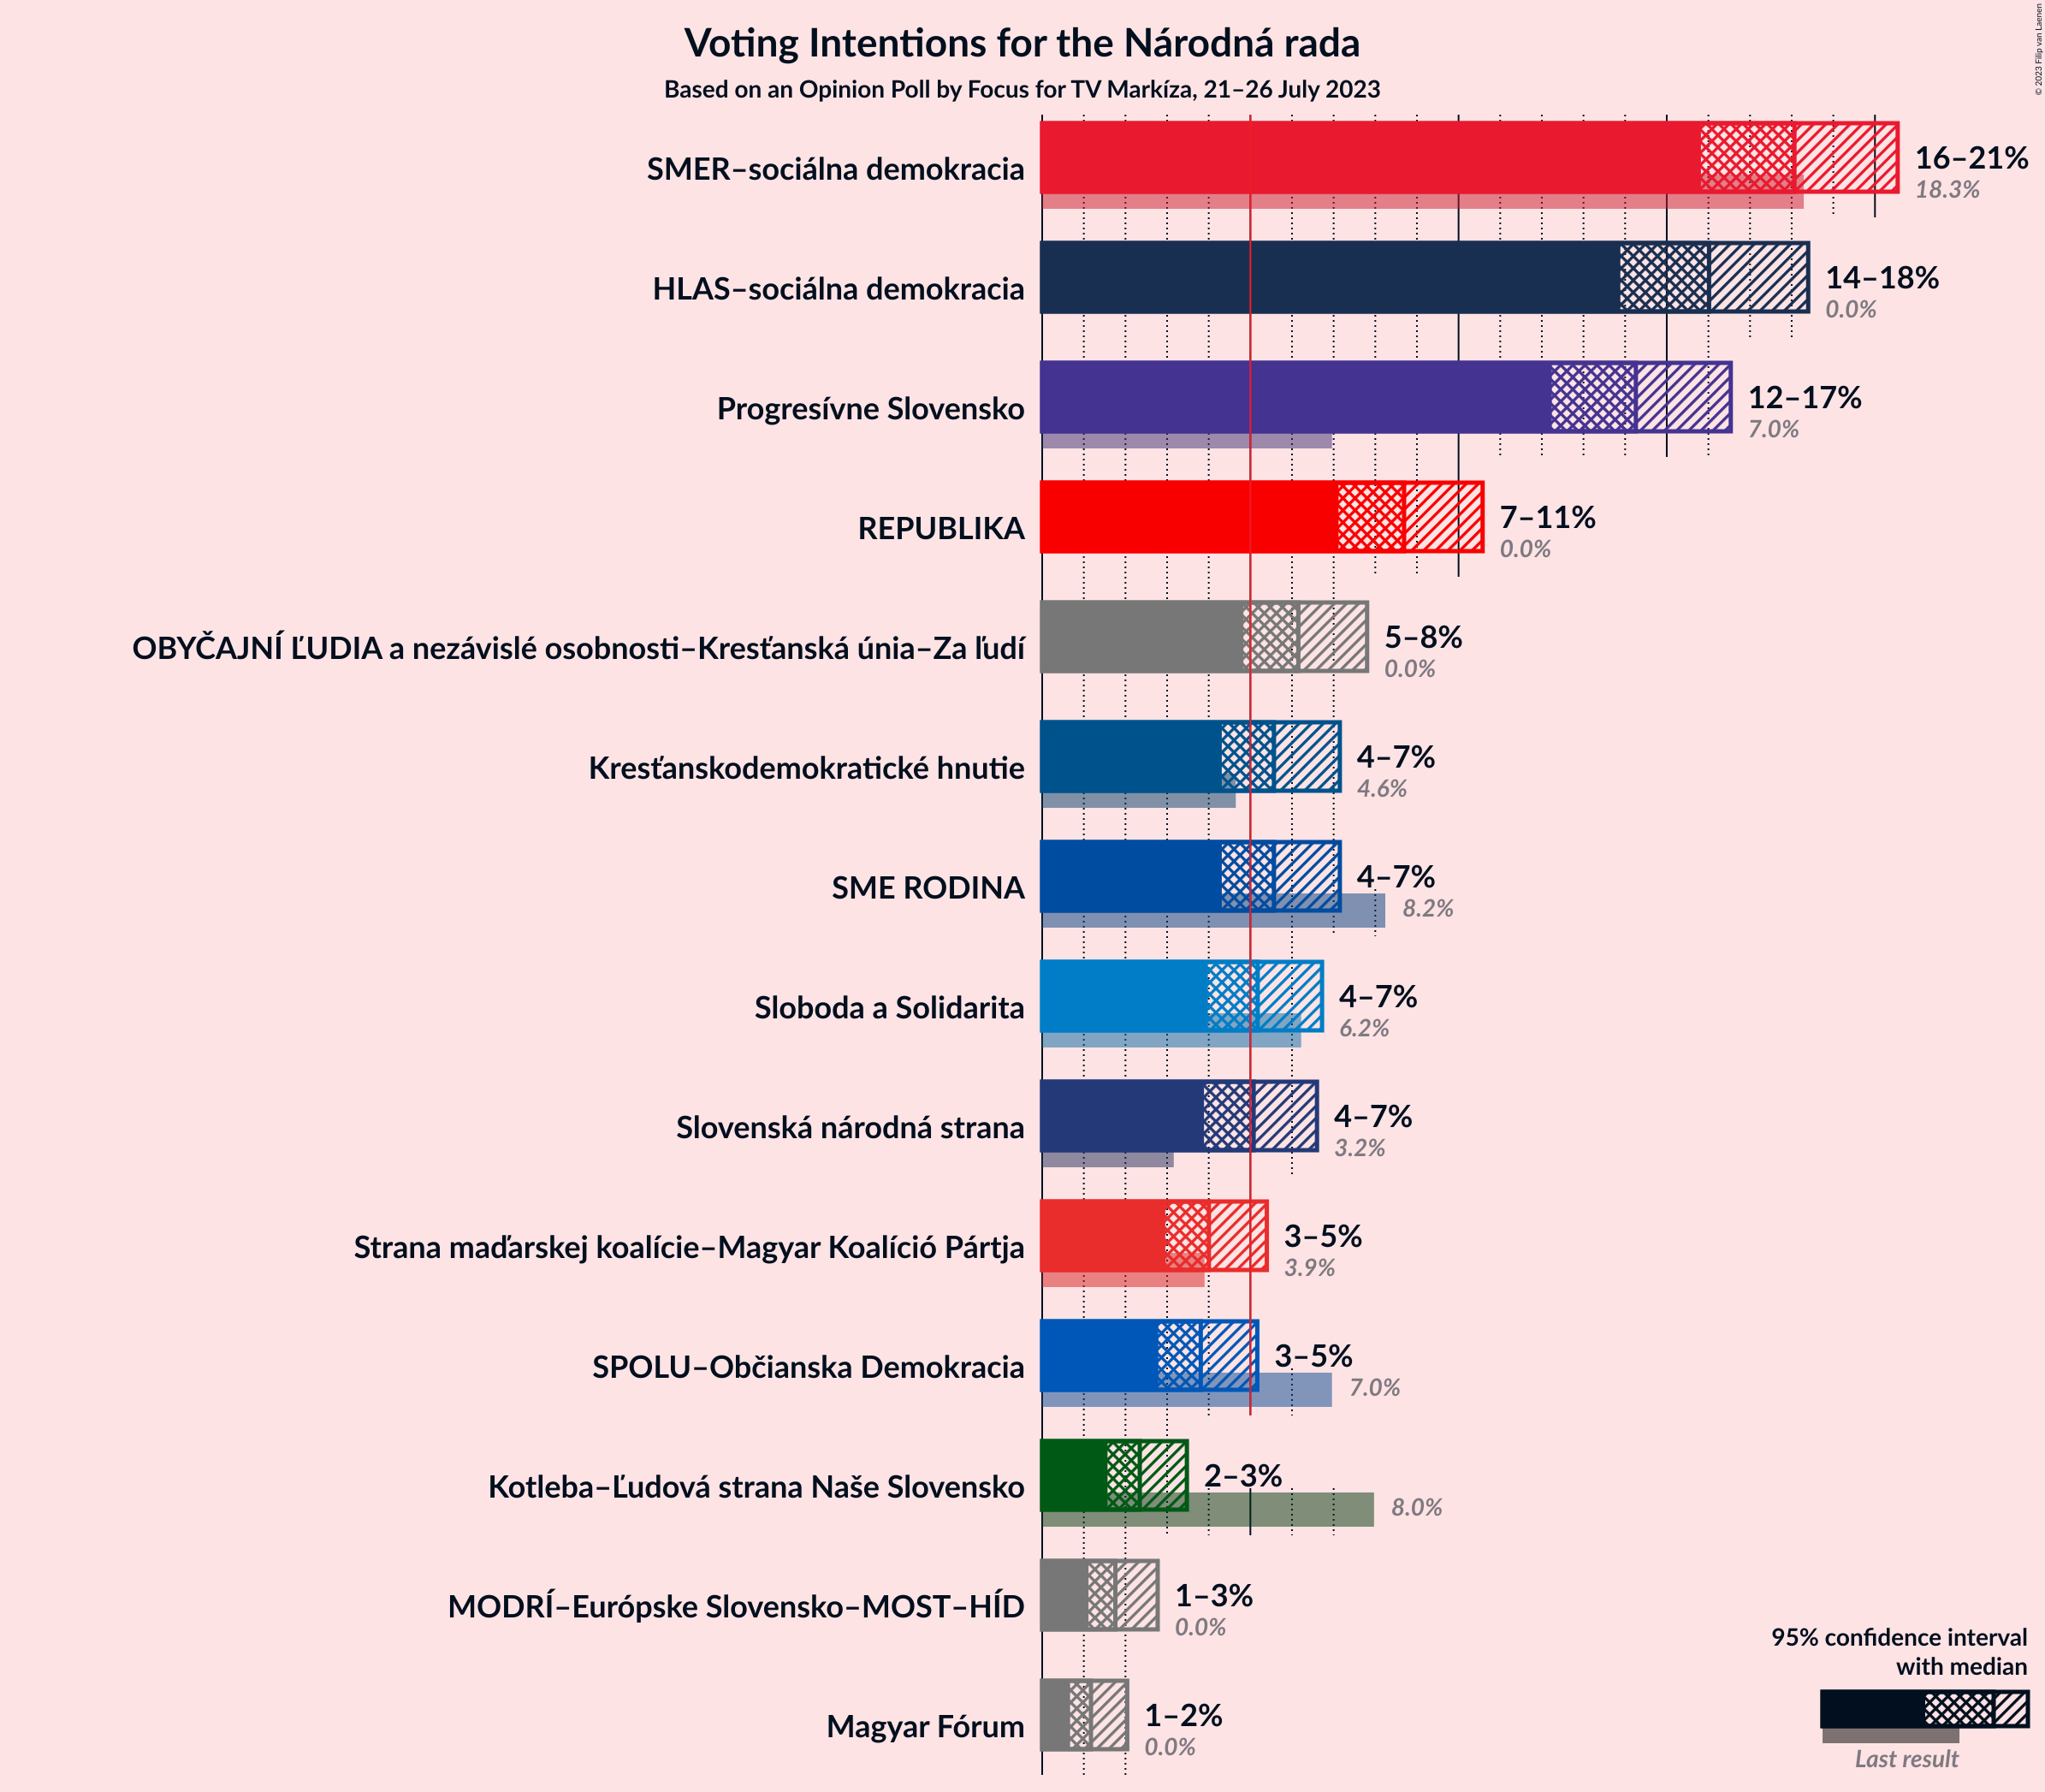 Voting Intentions for the Národná rada
Based on an Opinion Poll by Focus for TV Markíza, 21–26 July 2023
© 2023 Filip van Laenen
SMER–sociálna demokracia
16–21%
18.3%
HLAS–sociálna demokracia
14–18%
0.0%
Progresívne Slovensko
12–17%
7.0%
REPUBLIKA
7–11%
0.0%
OBYČAJNÍ ĽUDIA a nezávislé osobnosti–Kresťanská únia–Za ľudí
5–8%
0.0%
Kresťanskodemokratické hnutie
4–7%
4.6%
SME RODINA
4–7%
8.2%
Sloboda a Solidarita
4–7%
6.2%
Slovenská národná strana
4–7%
3.2%
Strana maďarskej koalície–Magyar Koalíció Pártja
3–5%
3.9%
SPOLU–Občianska Demokracia
3–5%
7.0%
Kotleba–Ľudová strana Naše Slovensko
2–3%
8.0%
MODRÍ–Európske Slovensko–MOST–HÍD
1–3%
0.0%
Magyar Fórum
1–2%
0.0%
95% confidence interval
with median
Last result